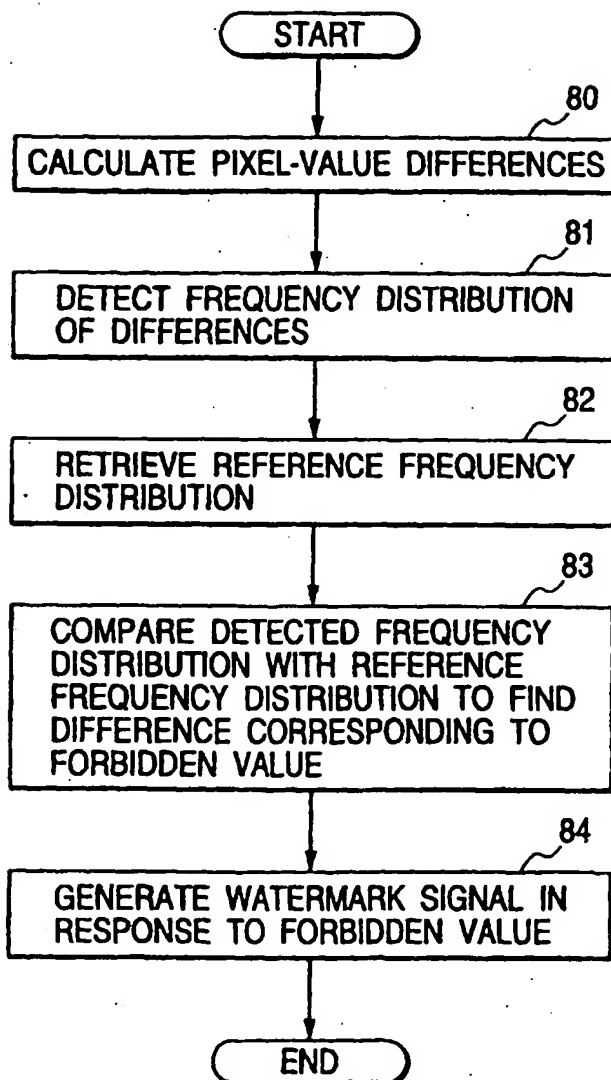 START
80
CALCULATE PIXEL-VALUE DIFFERENCES
81
DETECT FREQUENCY DISTRIBUTION
OF DIFFERENCES
82
RETRIEVE REFERENCE FREQUENCY
DISTRIBUTION
83
COMPARE DETECTED FREQUENCY
DISTRIBUTION WITH REFERENCE
FREQUENCY DISTRIBUTION TO FIND
DIFFERENCE CORRESPONDING TO
FORBIDDEN VALUE
84
GENERATE WATERMARK SIGNAL IN
RESPONSE TO FORBIDDEN VALUE
END